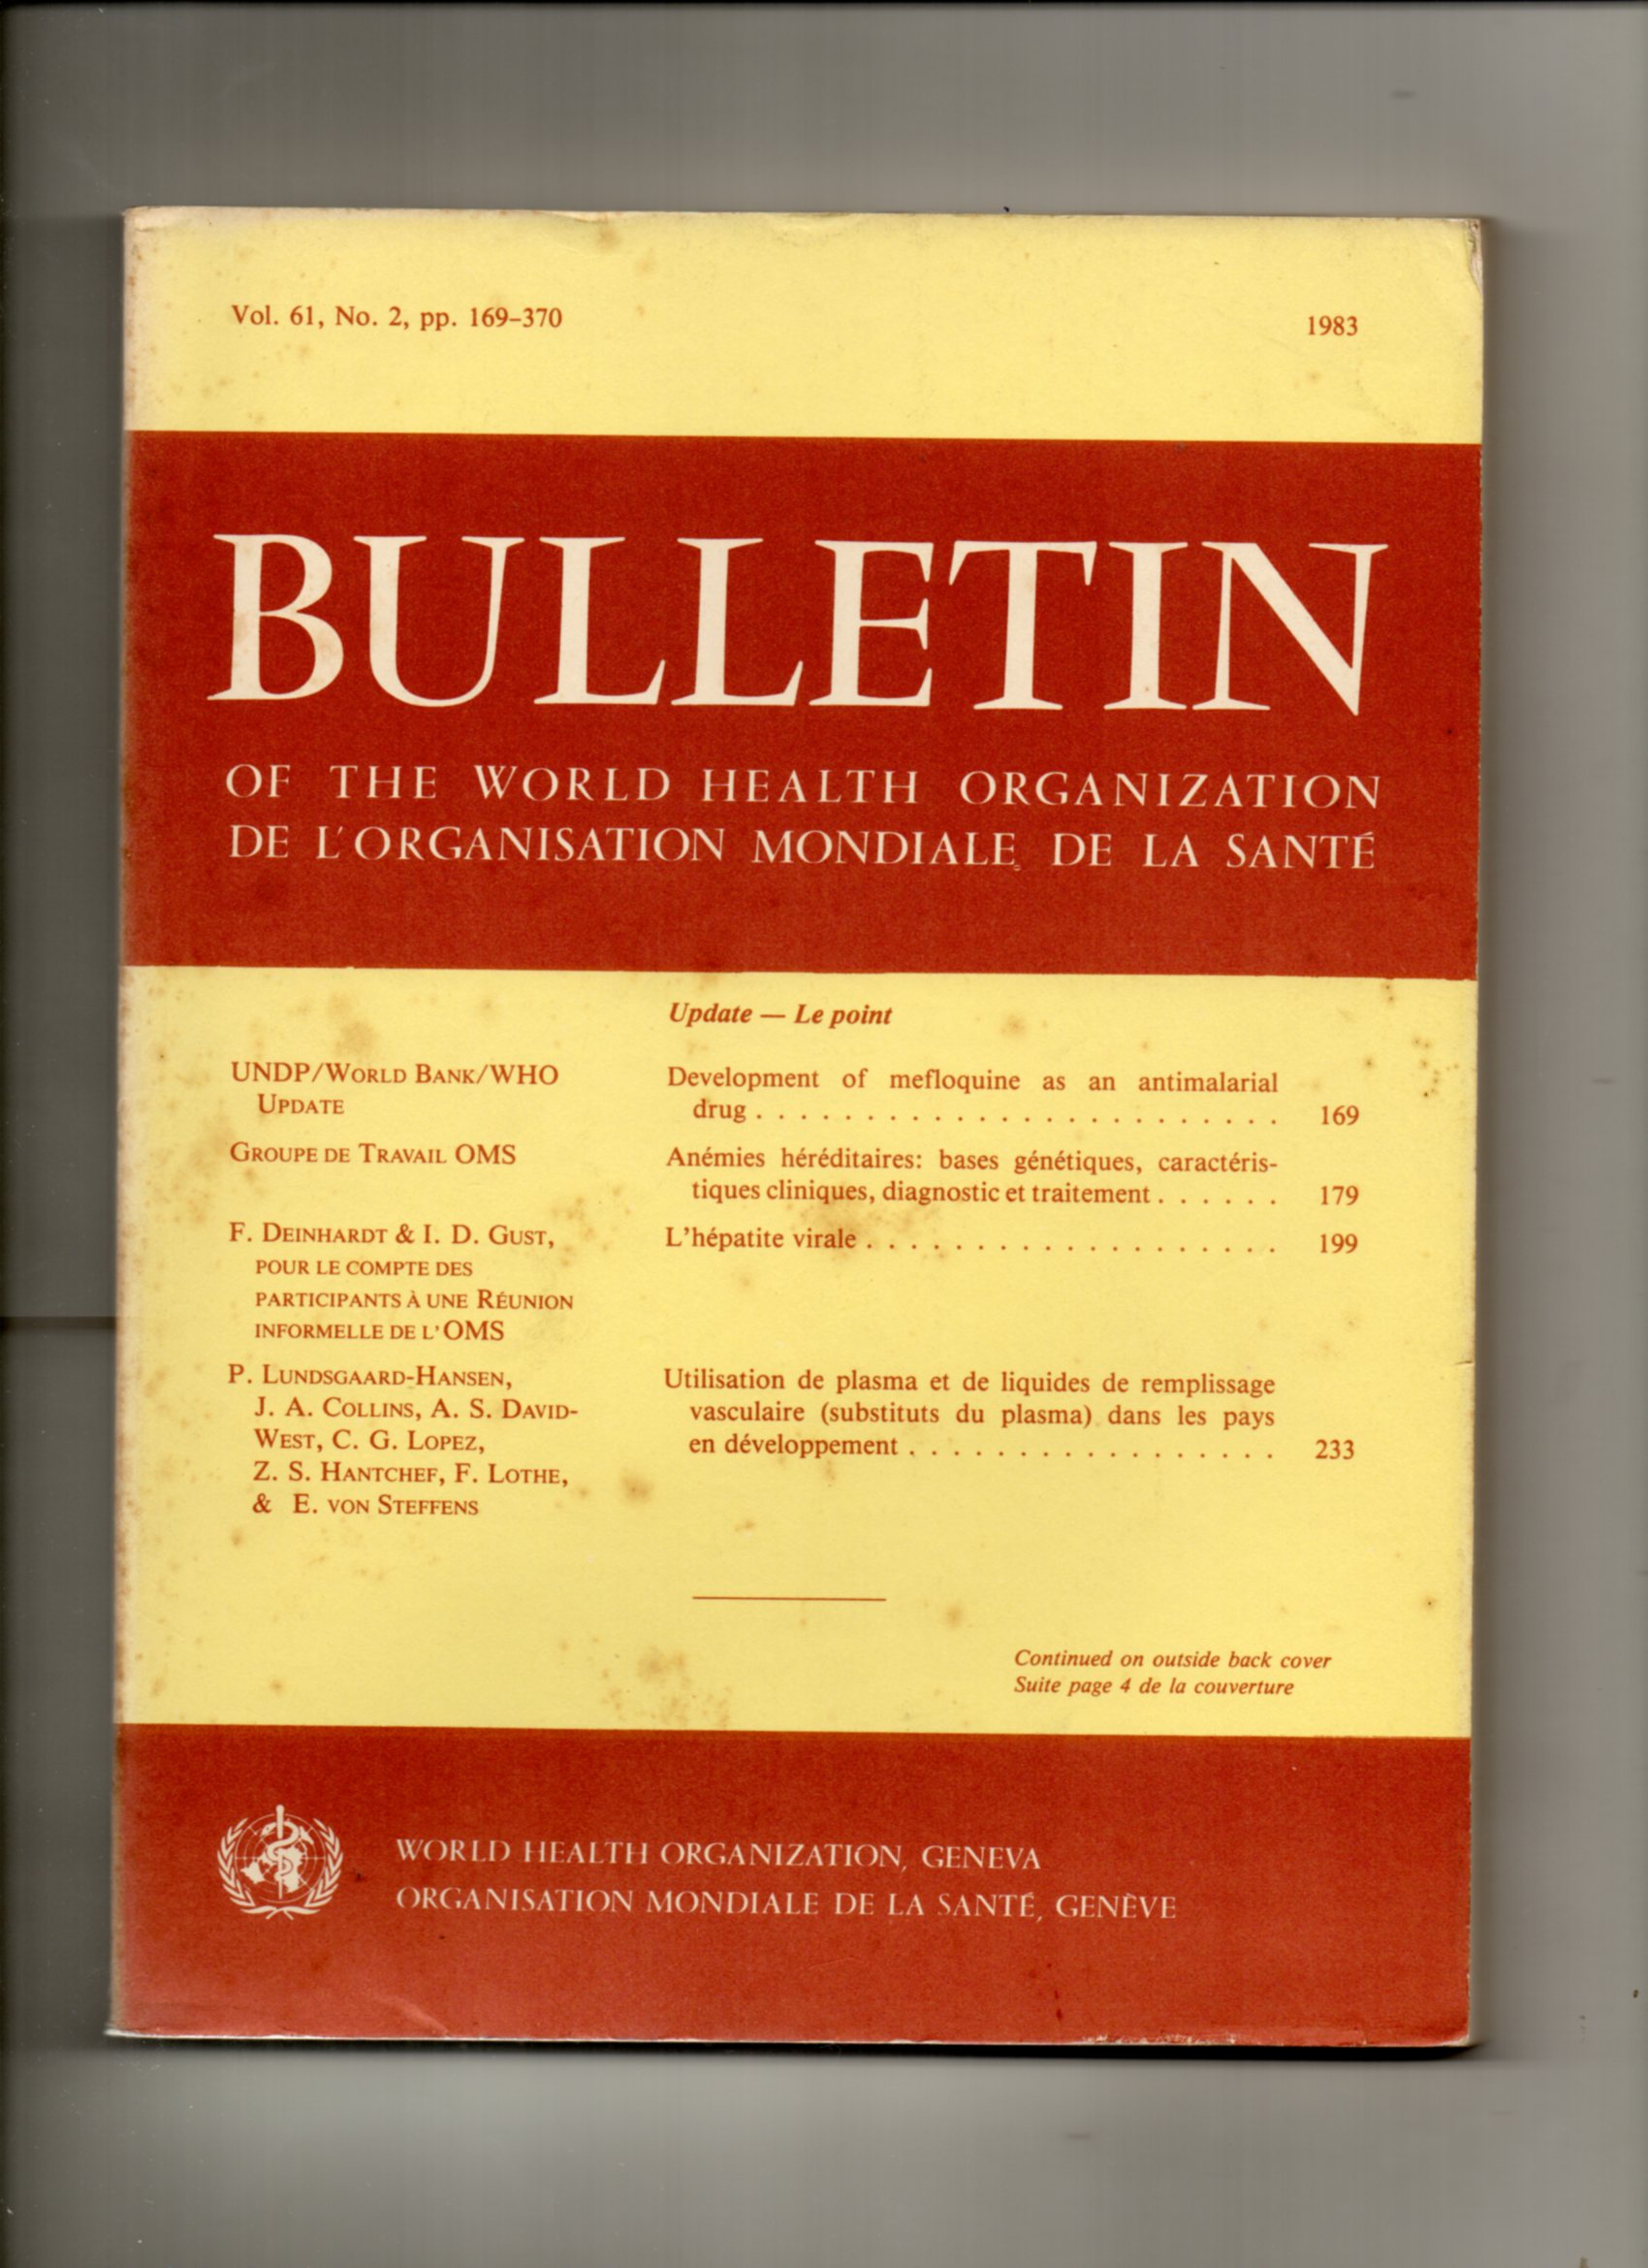 Vol. 61, No. 2, pp. 169–370
1983
BULLETIN
OF THE WORLD HEALTH ORGANIZATION
DE L'ORGANISATION MONDIALE DE LA SANTÉ
Update — Le point
UNDP/WORLD BANK/WHO
UPDATE
Development of mefloquine as an antimalarial
drug . . . . . . . . . . . . . . . . . . . . . . . . 169
GROUPE DE TRAVAIL OMS
Anémies héréditaires: bases génétiques, caractéris-
tiques cliniques, diagnostic et traitement . . . . . . 179
F. DEINHARDT & I. D. GUST,
POUR LE COMPTE DES
PARTICIPANTS À UNE RÉUNION
INFORMELLE DE L'OMS
L'hépatite virale . . . . . . . . . . . . . . . . . . . 199
P. LUNDSGAARD-HANSEN,
J. A. COLLINS, A. S. DAVID-
WEST, C. G. LOPEZ,
Z. S. HANTCHEF, F. LOTHE,
& E. VON STEFFENS
Utilisation de plasma et de liquides de remplissage
vasculaire (substituts du plasma) dans les pays
en développement . . . . . . . . . . . . . . . . . 233
Continued on outside back cover
Suite page 4 de la couverture
WORLD HEALTH ORGANIZATION, GENEVA
ORGANISATION MONDIALE DE LA SANTÉ, GENÈVE